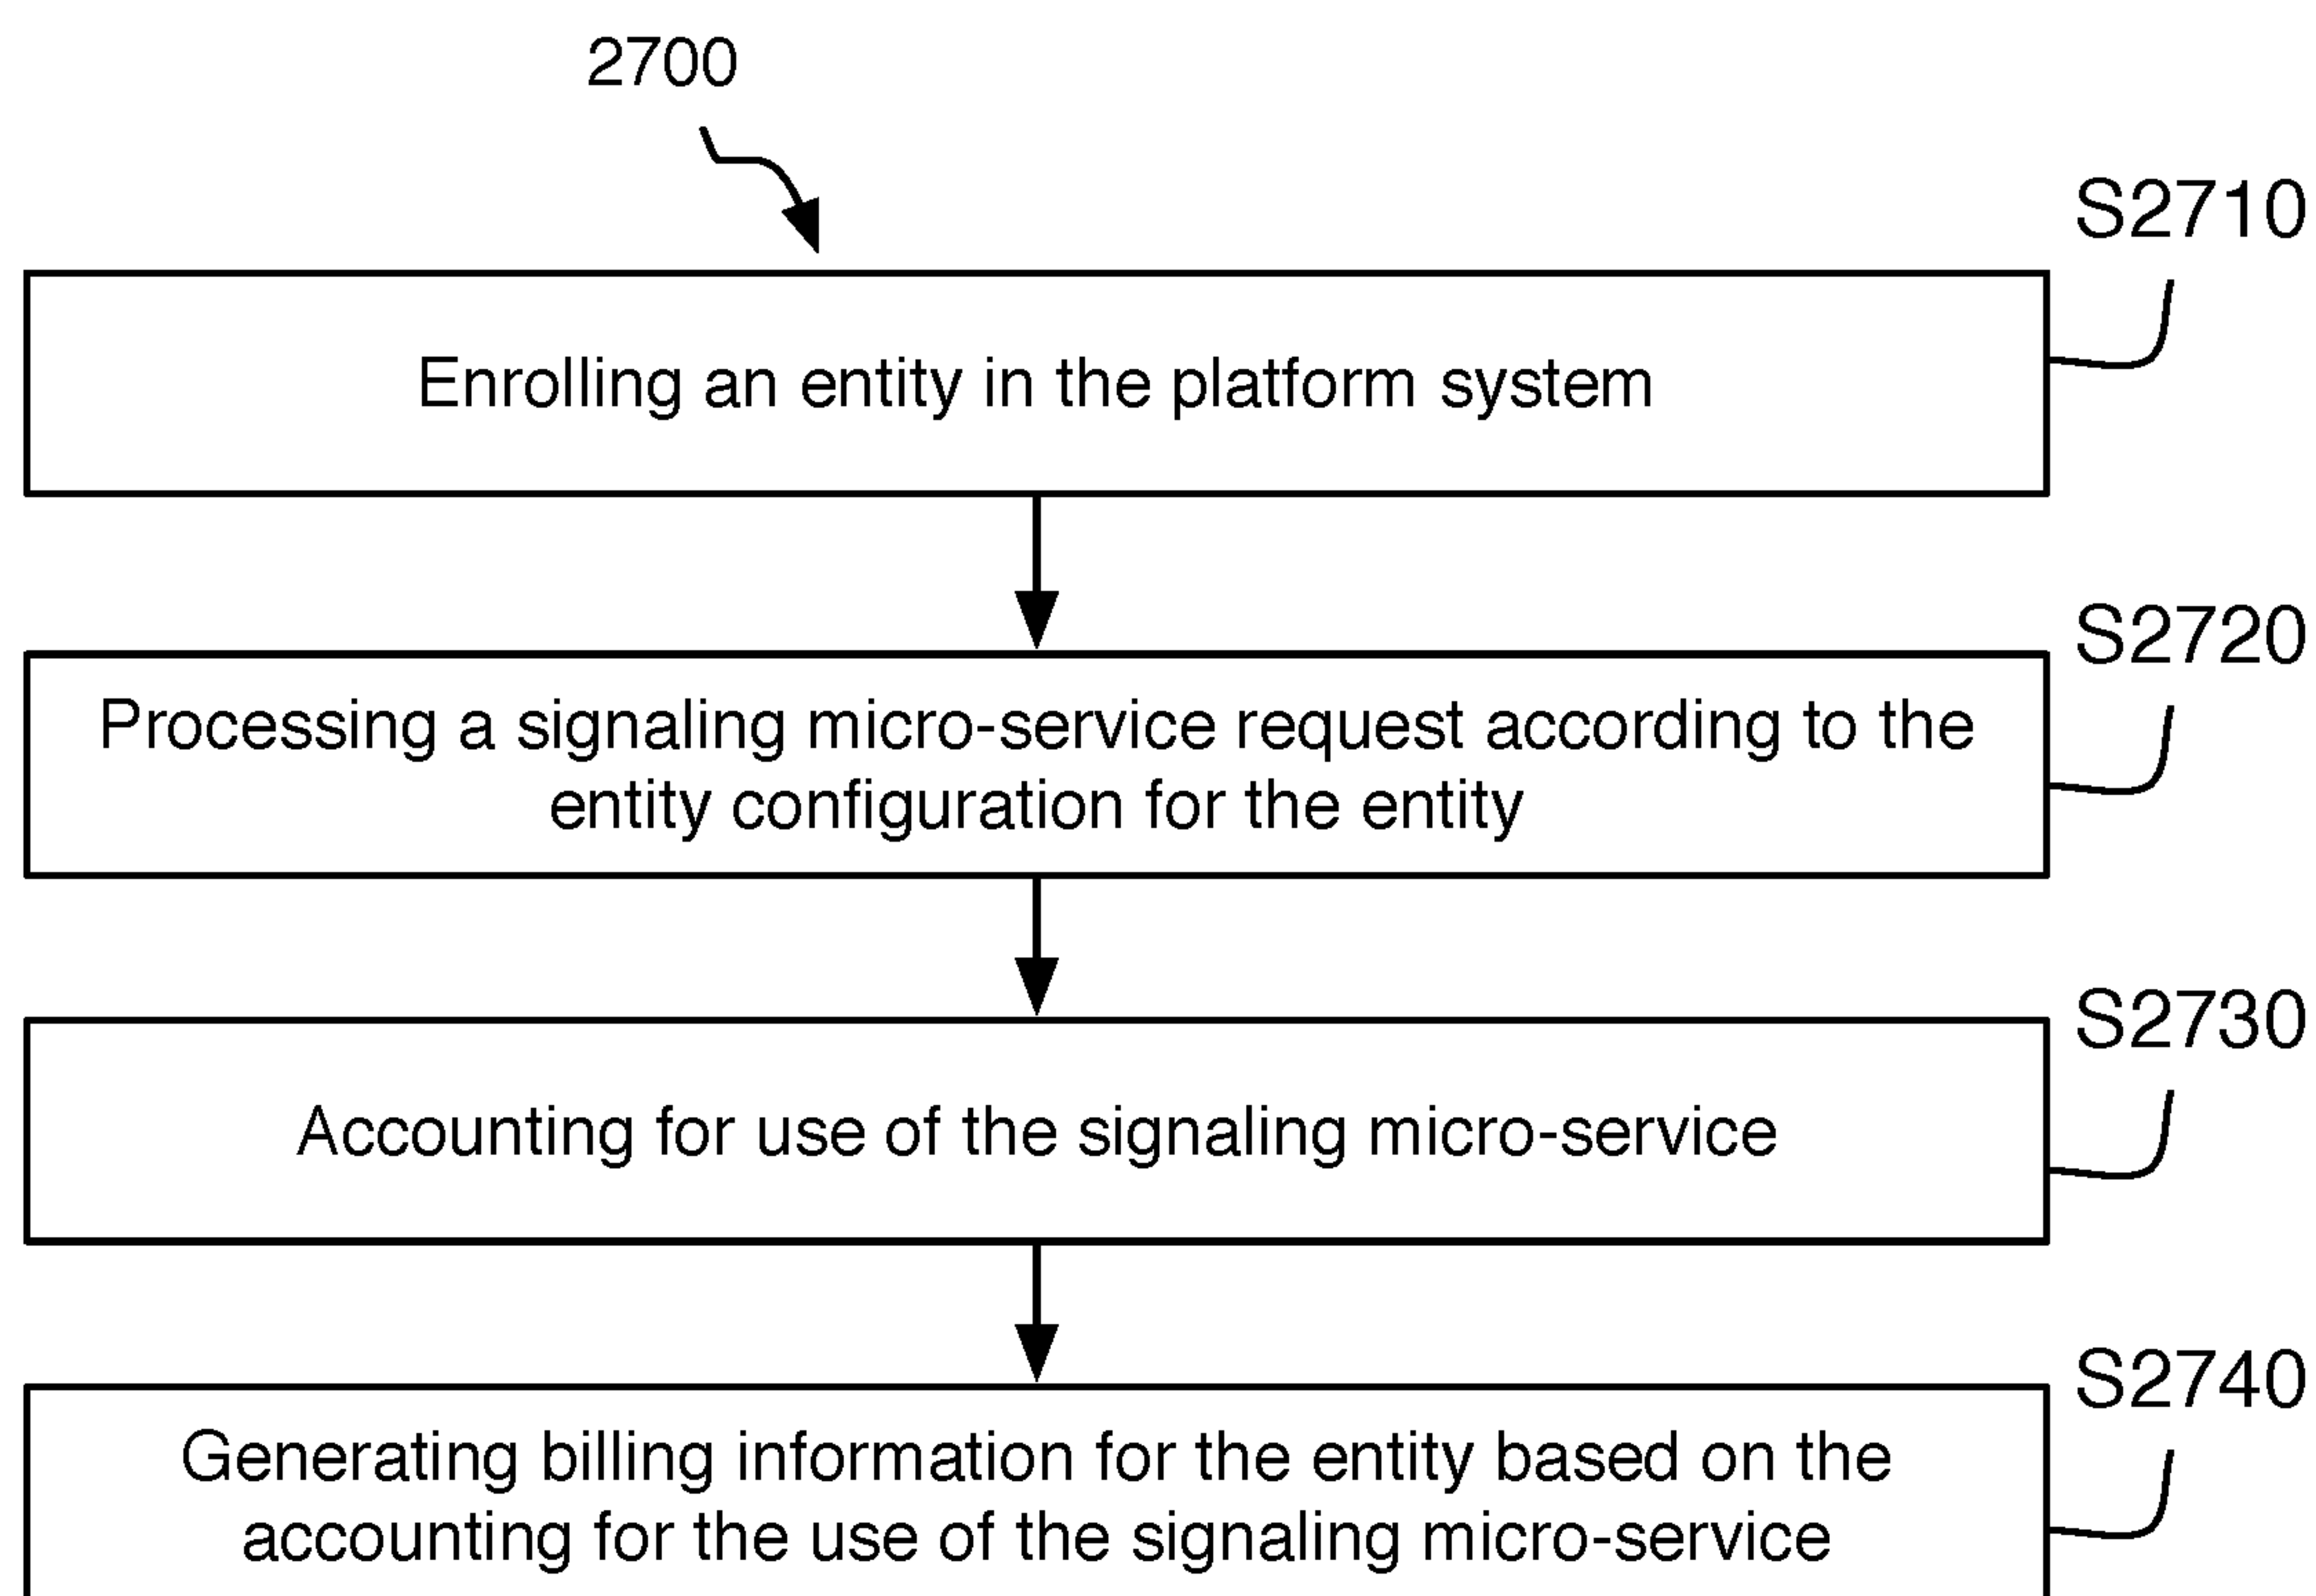 2700
S2710
Enrolling an entity in the platform system
S2720
Processing a signaling micro-service request according to the
entity configuration for the entity
S2730
Accounting for use of the signaling micro-service
S2740
Generating billing information for the entity based on the
accounting for the use of the signaling micro-service